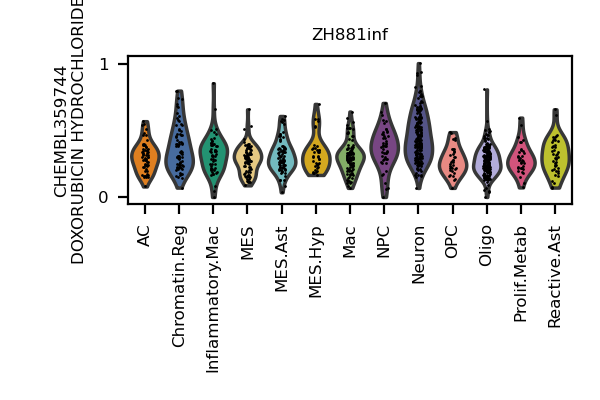 ZH881inf
CHEMBL359744
DOXORUBICIN HYDROCHLORIDE
1
0
AC
Chromatin.Reg
Inflammatory.Mac
MES
MES.Ast
MES.Hyp
Mac
NPC
Neuron
OPC
Oligo
Prolif.Metab
Reactive.Ast